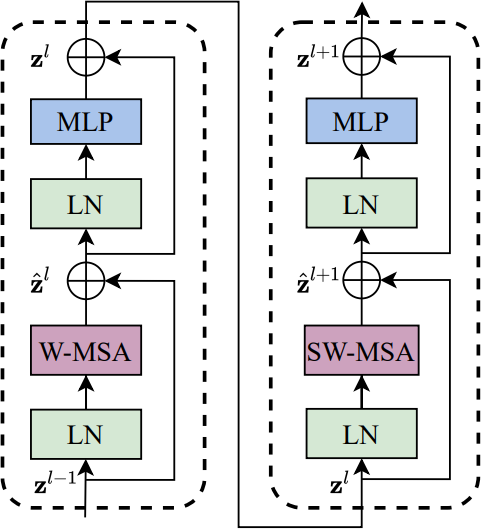 z^l
MLP
LN
ẑ^l
W-MSA
LN
z^{l-1}
z^{l+1}
MLP
LN
ẑ^{l+1}
SW-MSA
LN
z^l